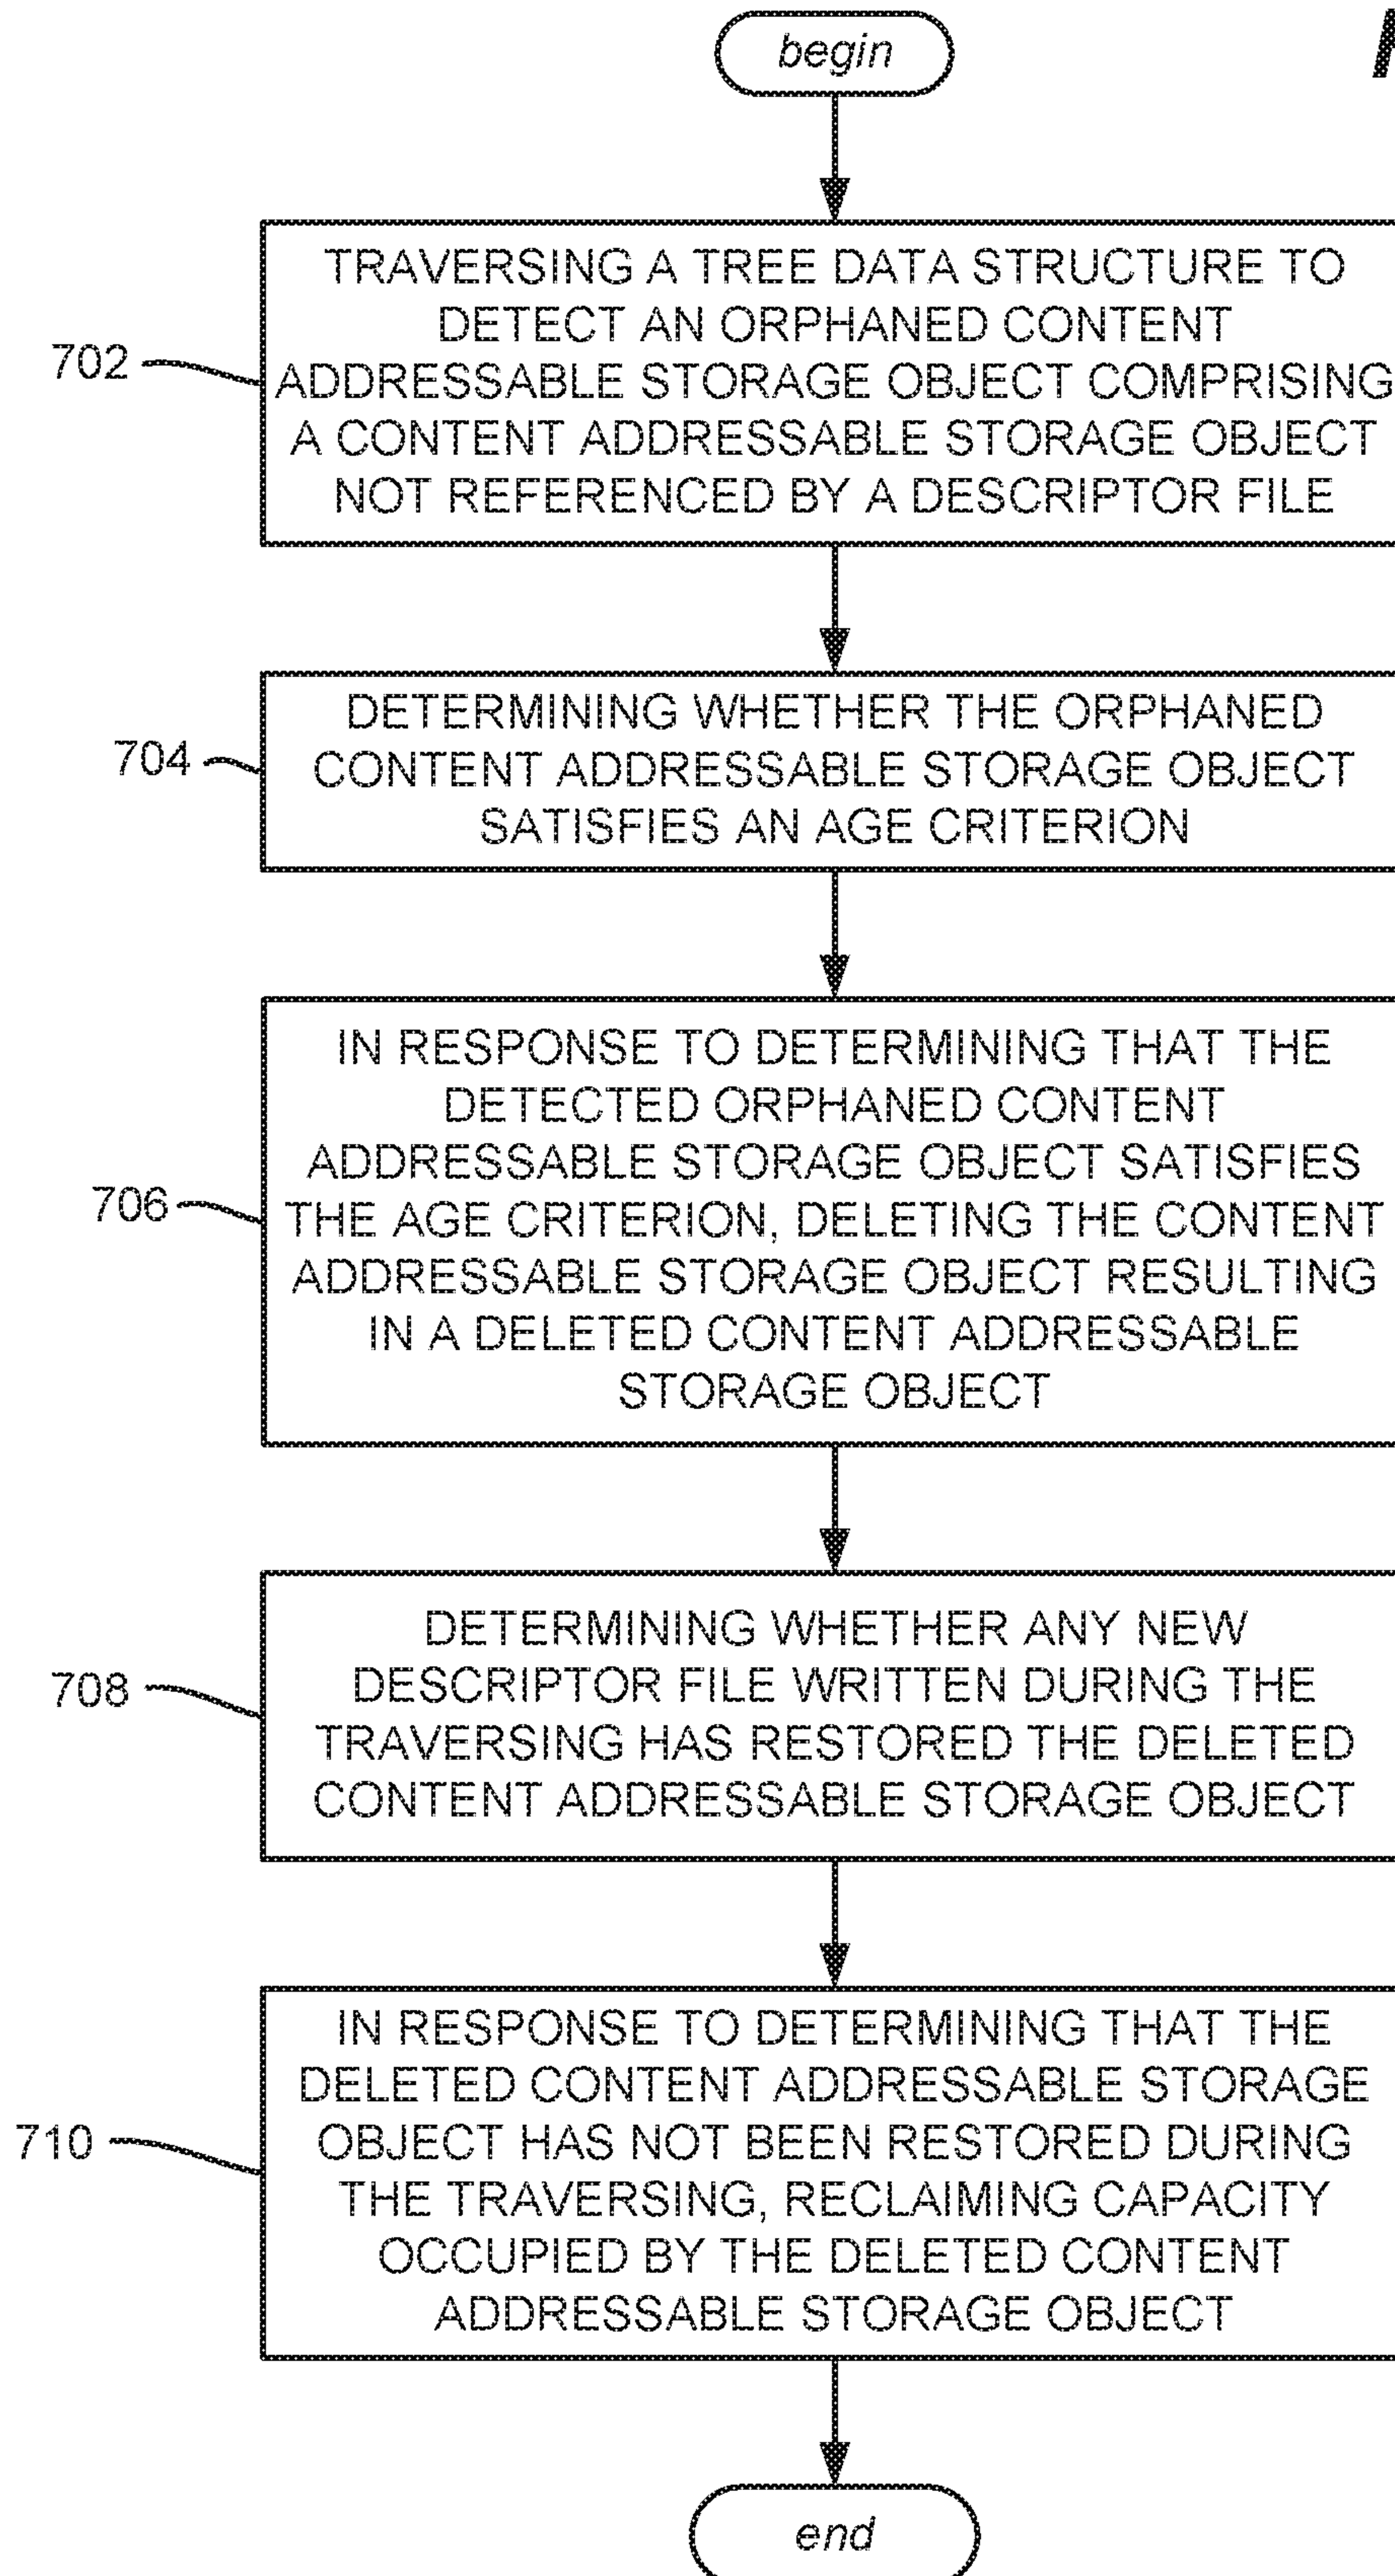 begin
702
TRAVERSING A TREE DATA STRUCTURE TO
DETECT AN ORPHANED CONTENT
ADDRESSABLE STORAGE OBJECT COMPRISING
A CONTENT ADDRESSABLE STORAGE OBJECT
NOT REFERENCED BY A DESCRIPTOR FILE
704
DETERMINING WHETHER THE ORPHANED
CONTENT ADDRESSABLE STORAGE OBJECT
SATISFIES AN AGE CRITERION
706
IN RESPONSE TO DETERMINING THAT THE
DETECTED ORPHANED CONTENT
ADDRESSABLE STORAGE OBJECT SATISFIES
THE AGE CRITERION, DELETING THE CONTENT
ADDRESSABLE STORAGE OBJECT RESULTING
IN A DELETED CONTENT ADDRESSABLE
STORAGE OBJECT
708
DETERMINING WHETHER ANY NEW
DESCRIPTOR FILE WRITTEN DURING THE
TRAVERSING HAS RESTORED THE DELETED
CONTENT ADDRESSABLE STORAGE OBJECT
710
IN RESPONSE TO DETERMINING THAT THE
DELETED CONTENT ADDRESSABLE STORAGE
OBJECT HAS NOT BEEN RESTORED DURING
THE TRAVERSING, RECLAIMING CAPACITY
OCCUPIED BY THE DELETED CONTENT
ADDRESSABLE STORAGE OBJECT
end